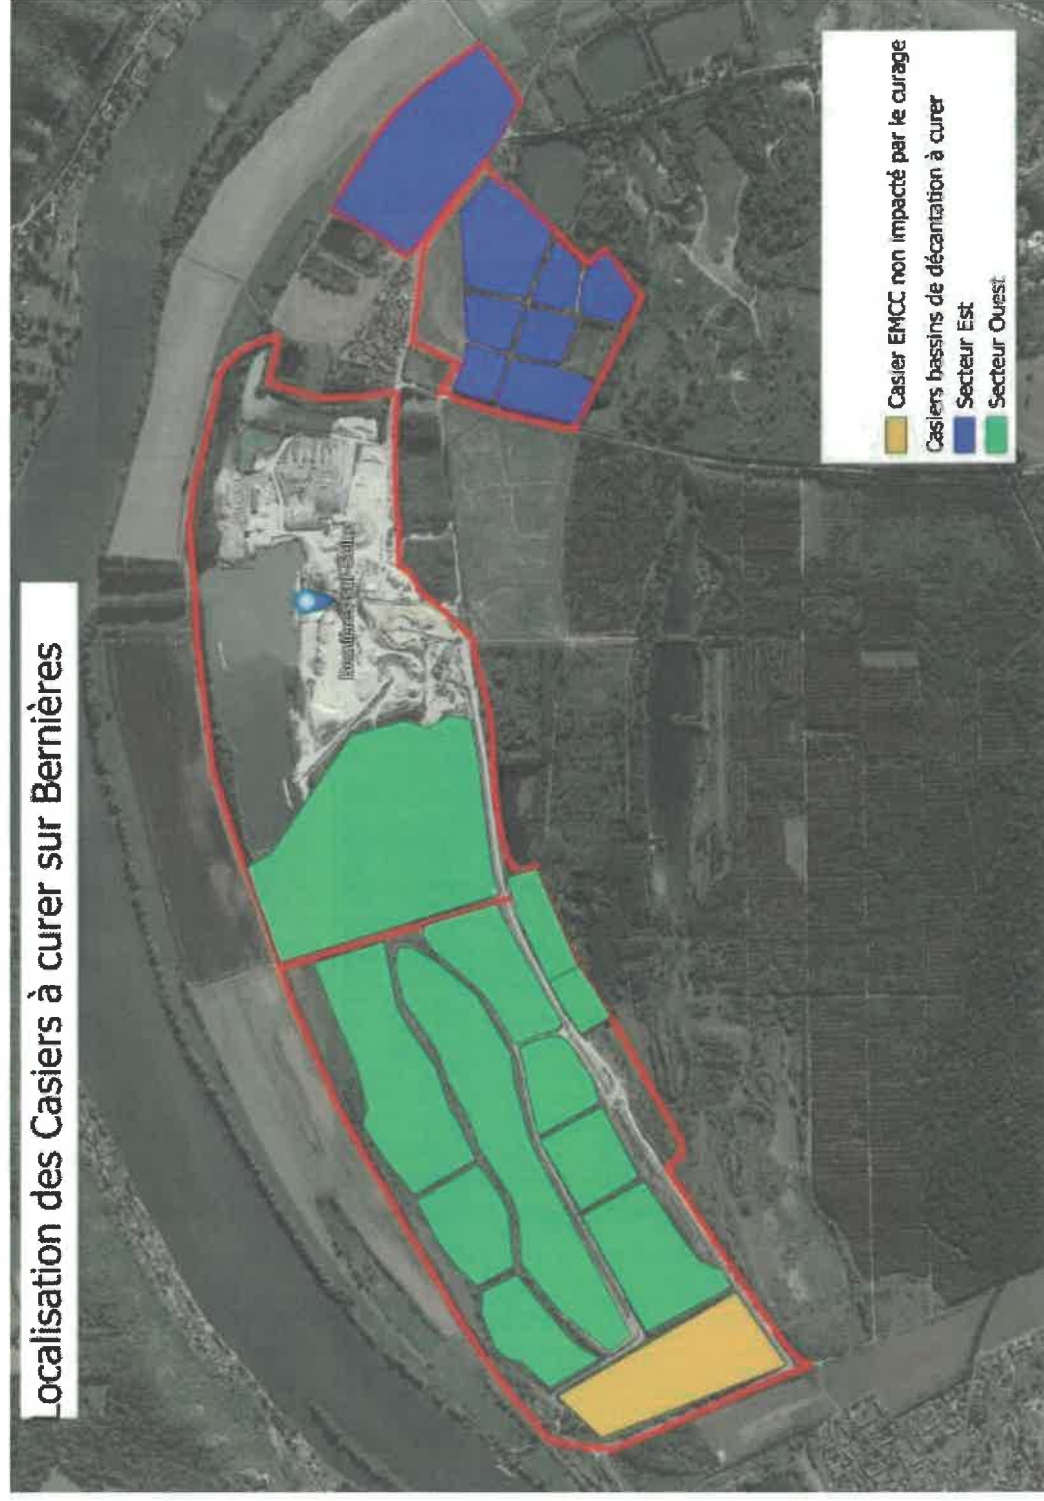 Localisation des Casiers à curer sur Bernières
Casier EMCC non impacté par le curage
Casiers bassins de décantation à curer
Secteur Est
Secteur Ouest